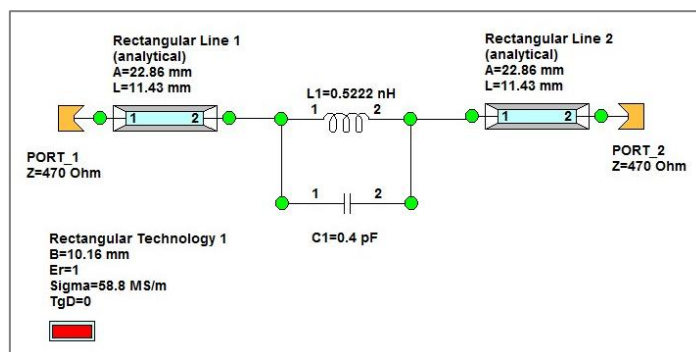 Rectangular Line 1
(analytical)
A=22.86 mm
L=11.43 mm
1 2
PORT_1
Z=470 Ohm
L1=0.5222 nH
1 2
1 2
C1=0.4 pF
Rectangular Line 2
(analytical)
A=22.86 mm
L=11.43 mm
1 2
PORT_2
Z=470 Ohm
Rectangular Technology 1
B=10.16 mm
Er=1
Sigma=58.8 MS/m
TgD=0